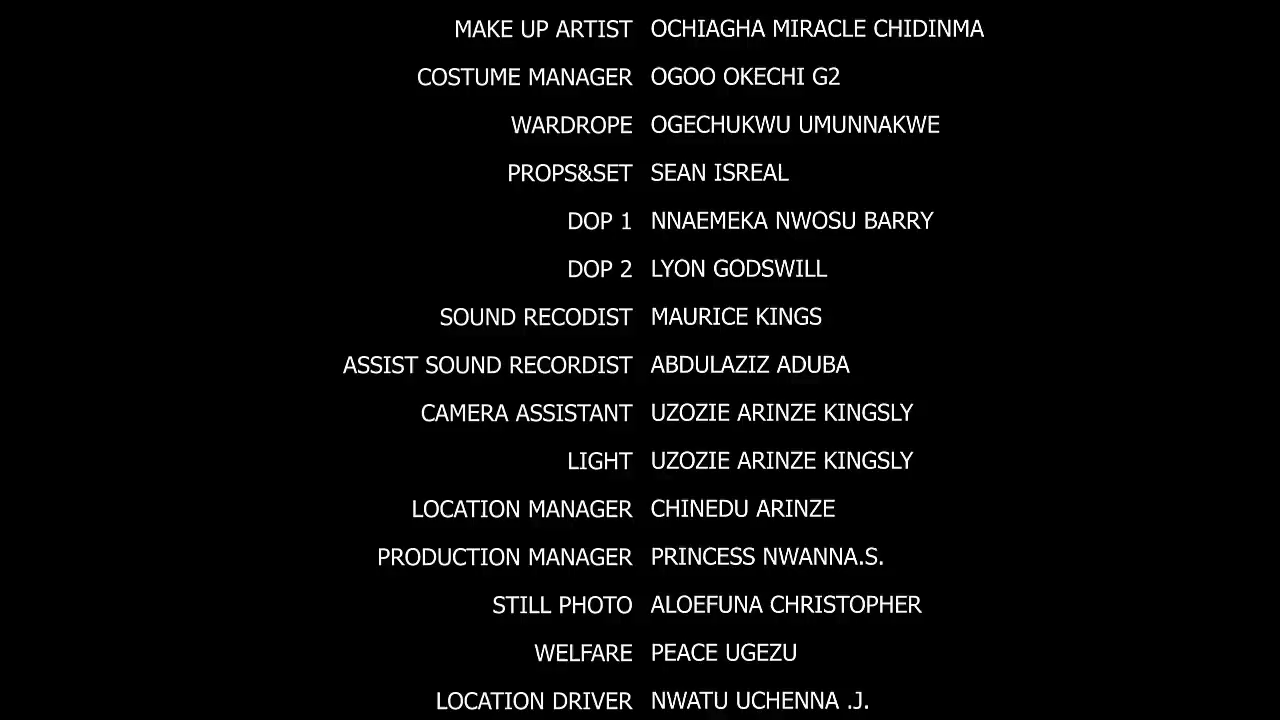 MAKE UP ARTIST OCHIAGHA MIRACLE CHIDINMA
COSTUME MANAGER OGOO OKECHI G2
WARDROPE OGECHUKWU UMUNNAKWE
PROPS&SET SEAN ISREAL
DOP 1 NNAEMEKA NWOSU BARRY
DOP 2 LYON GODSWILL
SOUND RECODIST MAURICE KINGS
ASSIST SOUND RECORDIST ABDULAZIZ ADUBA
CAMERA ASSISTANT UZOZIE ARINZE KINGSLY
LIGHT UZOZIE ARINZE KINGSLY
LOCATION MANAGER CHINEDU ARINZE
PRODUCTION MANAGER PRINCESS NWANNA.S.
STILL PHOTO ALOEFUNA CHRISTOPHER
WELFARE PEACE UGEZU
LOCATION DRIVER NWATU UCHENNA .J.